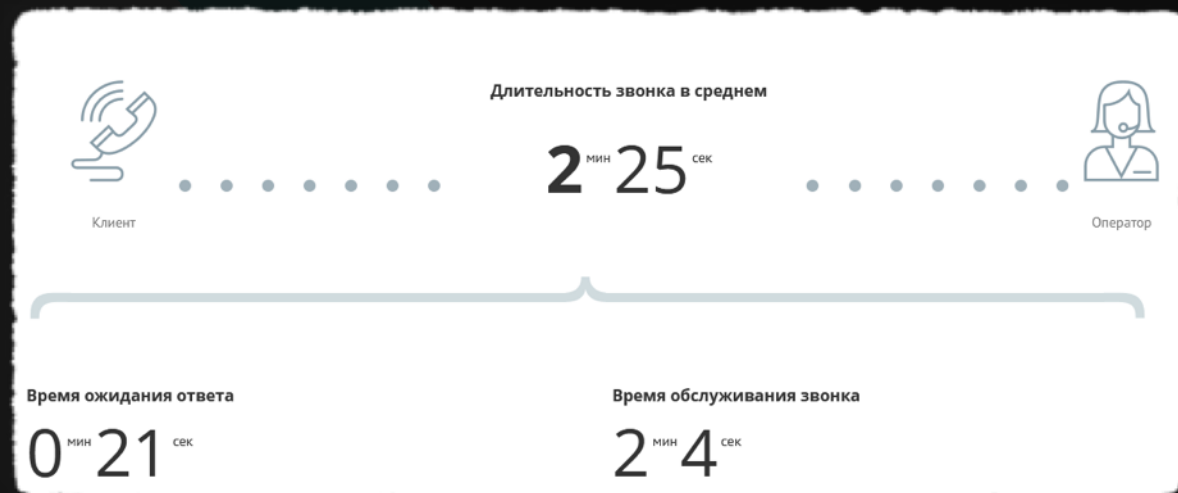 Длительность звонка в среднем
2 мин 25 сек
Клиент
Оператор
Время ожидания ответа
0 мин 21 сек
Время обслуживания звонка
2 мин 4 сек